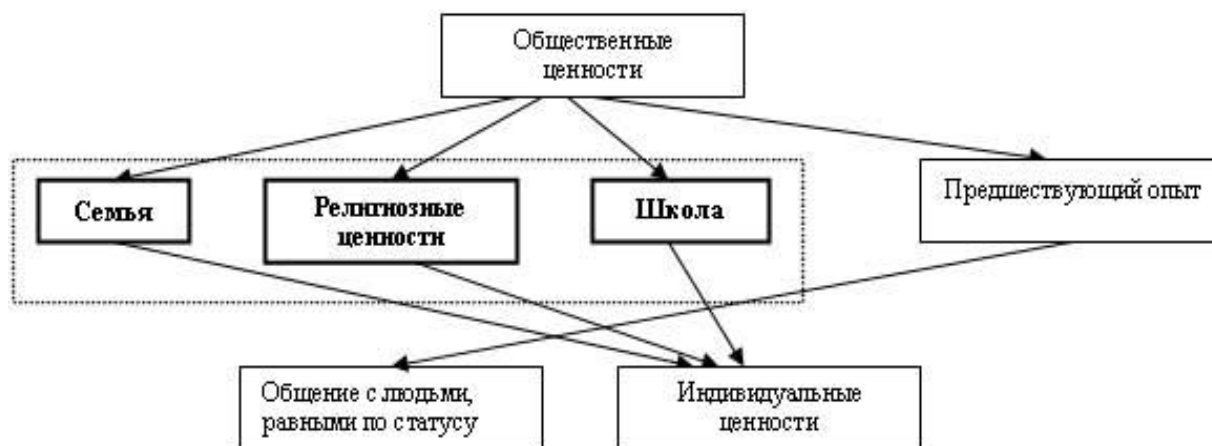 Общественные
ценности
Семья
Религиозные
ценности
Школа
Предшествующий опыт
Общение с людьми,
равными по статусу
Индивидуальные
ценности